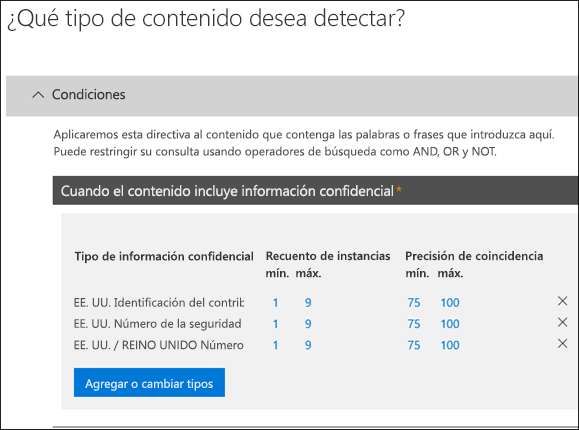 ¿Qué tipo de contenido desea detectar?
Condiciones
Aplicaremos esta directiva al contenido que contenga las palabras o frases que introduzca aquí.
Puede restringir su consulta usando operadores de búsqueda como AND, OR y NOT.
Cuando el contenido incluye información confidencial*
Tipo de información confidencial Recuento de instancias Precisión de coincidencia
mín. máx. mín. máx.
EE. UU. Identificación del contrib 1 9 75 100
EE. UU. Número de la seguridad 1 9 75 100
EE. UU. / REINO UNIDO Número 1 9 75 100
Agregar o cambiar tipos